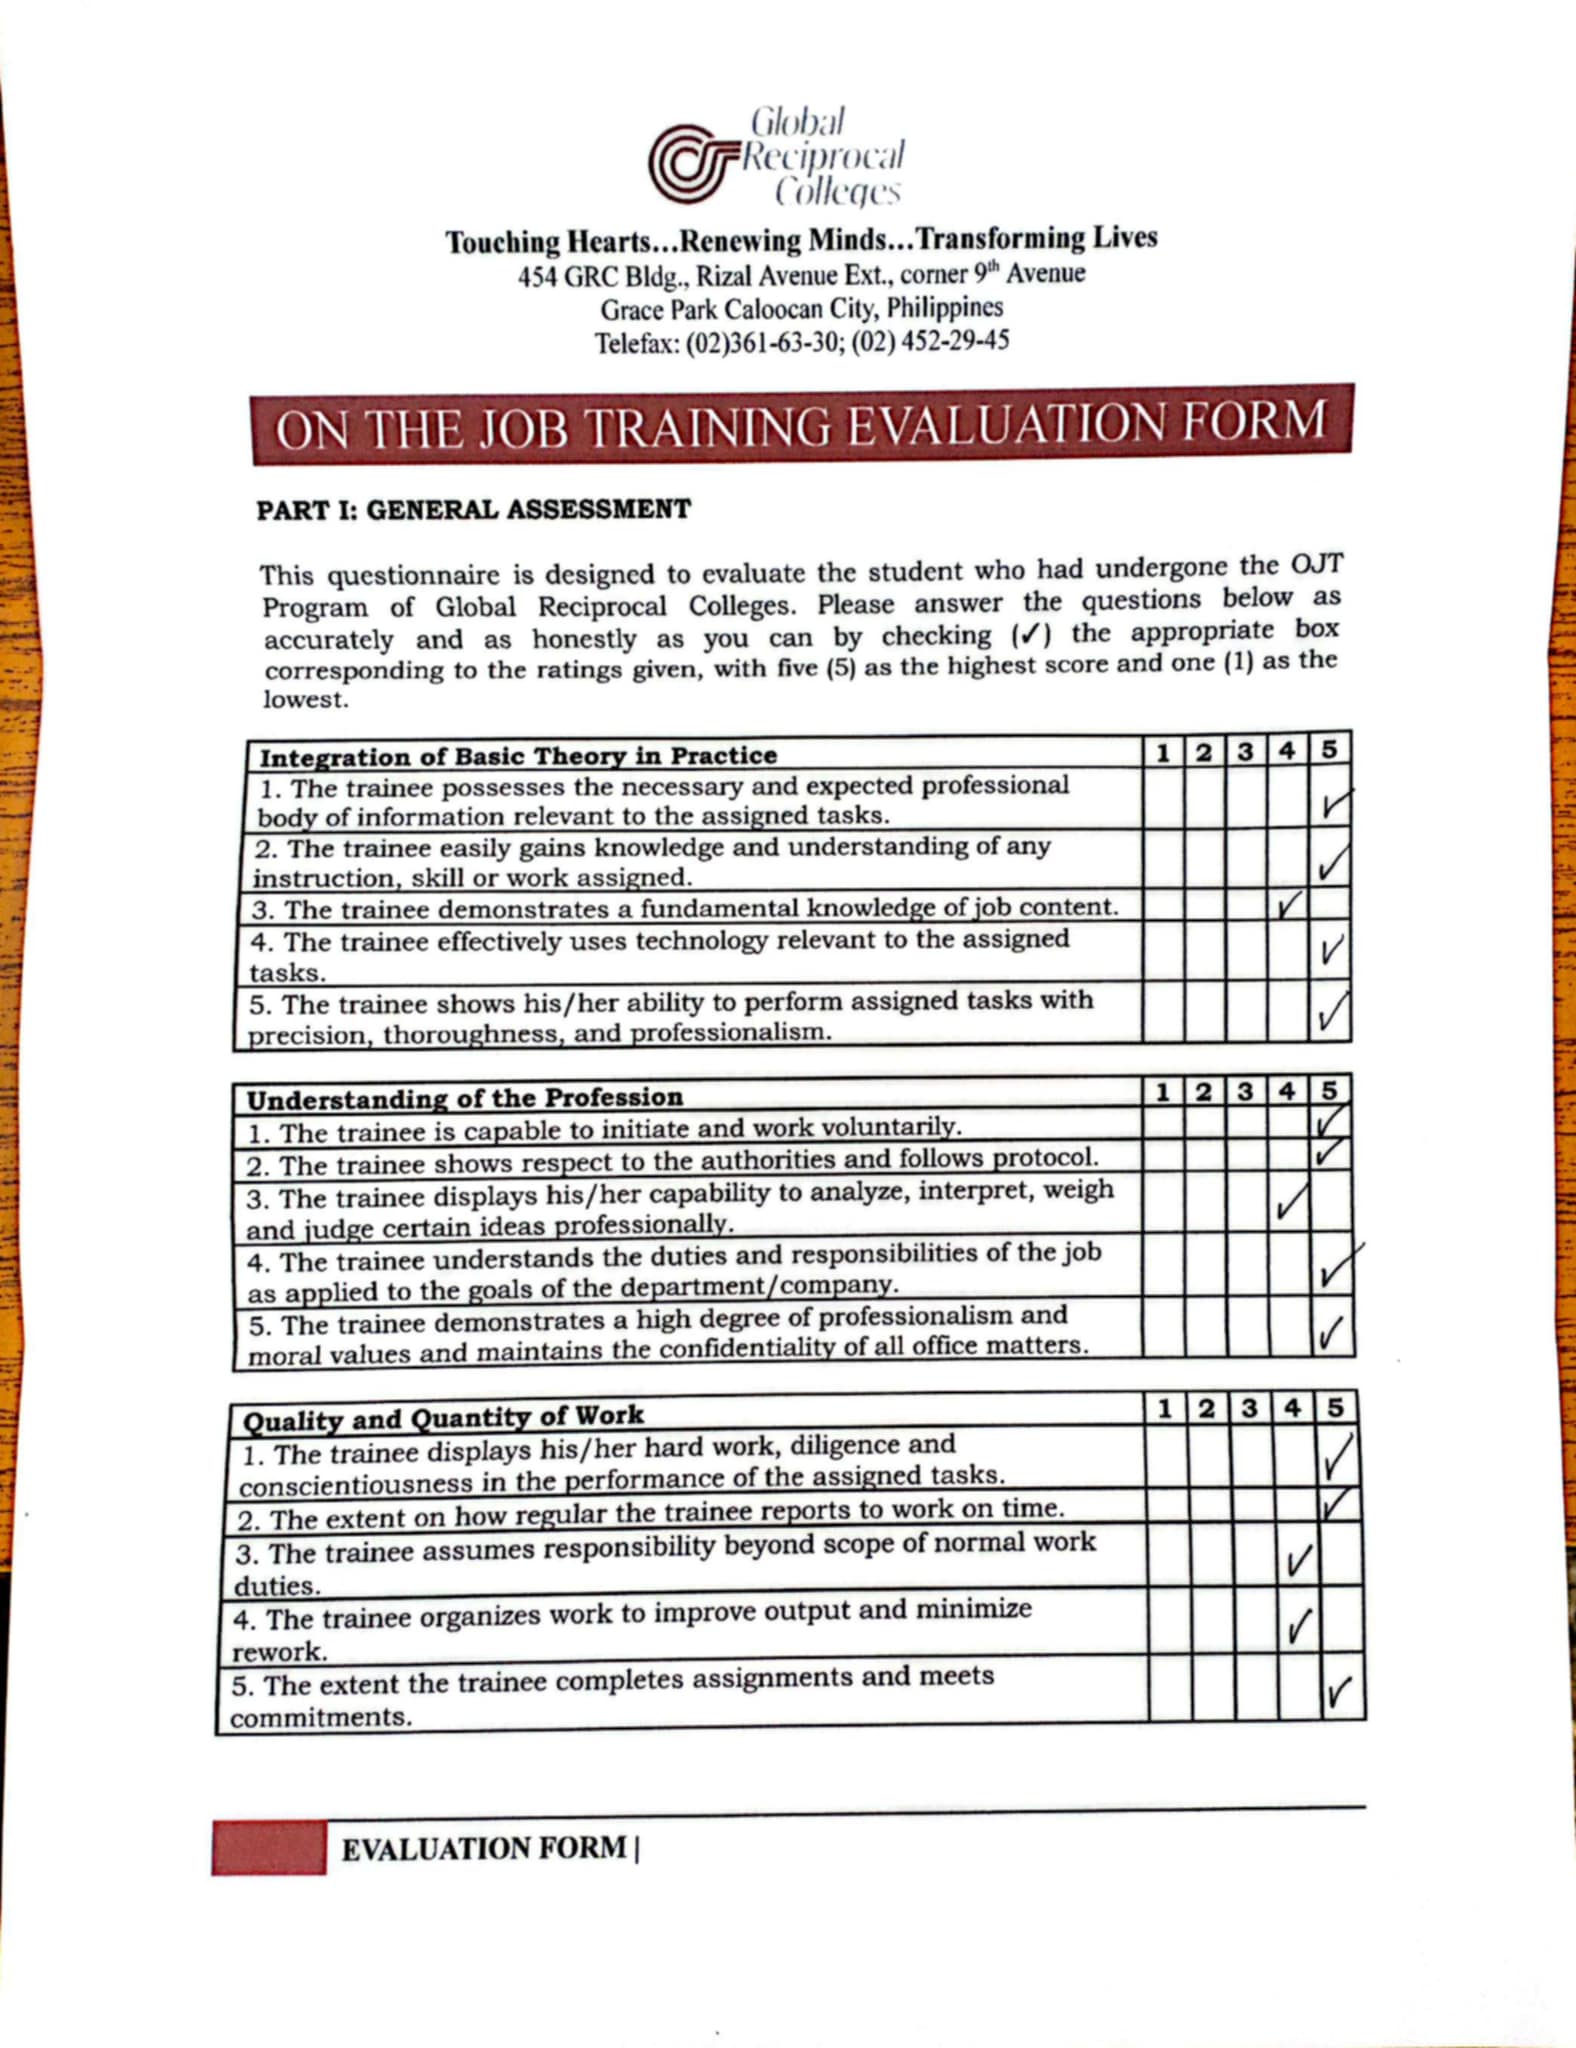 Global
Reciprocal
Colleges
Touching Hearts...Renewing Minds...Transforming Lives
454 GRC Bldg., Rizal Avenue Ext., corner 9th Avenue
Grace Park Caloocan City, Philippines
Telefax: (02)361-63-30; (02) 452-29-45
ON THE JOB TRAINING EVALUATION FORM
PART I: GENERAL ASSESSMENT
This questionnaire is designed to evaluate the student who had undergone the OJT
Program of Global Reciprocal Colleges. Please answer the questions below as
accurately and as honestly as you can by checking (✓) the appropriate box
corresponding to the ratings given, with five (5) as the highest score and one (1) as the
lowest.
Integration of Basic Theory in Practice 1 2 3 4 5
1. The trainee possesses the necessary and expected professional
body of information relevant to the assigned tasks. ✓
2. The trainee easily gains knowledge and understanding of any
instruction, skill or work assigned. ✓
3. The trainee demonstrates a fundamental knowledge of job content. ✓
4. The trainee effectively uses technology relevant to the assigned
tasks. ✓
5. The trainee shows his/her ability to perform assigned tasks with
precision, thoroughness, and professionalism. ✓
Understanding of the Profession 1 2 3 4 5
1. The trainee is capable to initiate and work voluntarily. ✓
2. The trainee shows respect to the authorities and follows protocol. ✓
3. The trainee displays his/her capability to analyze, interpret, weigh
and judge certain ideas professionally. ✓
4. The trainee understands the duties and responsibilities of the job
as applied to the goals of the department/company. ✓
5. The trainee demonstrates a high degree of professionalism and
moral values and maintains the confidentiality of all office matters. ✓
Quality and Quantity of Work 1 2 3 4 5
1. The trainee displays his/her hard work, diligence and
conscientiousness in the performance of the assigned tasks. ✓
2. The extent on how regular the trainee reports to work on time. ✓
3. The trainee assumes responsibility beyond scope of normal work
duties. ✓
4. The trainee organizes work to improve output and minimize
rework. ✓
5. The extent the trainee completes assignments and meets
commitments. ✓
EVALUATION FORM |